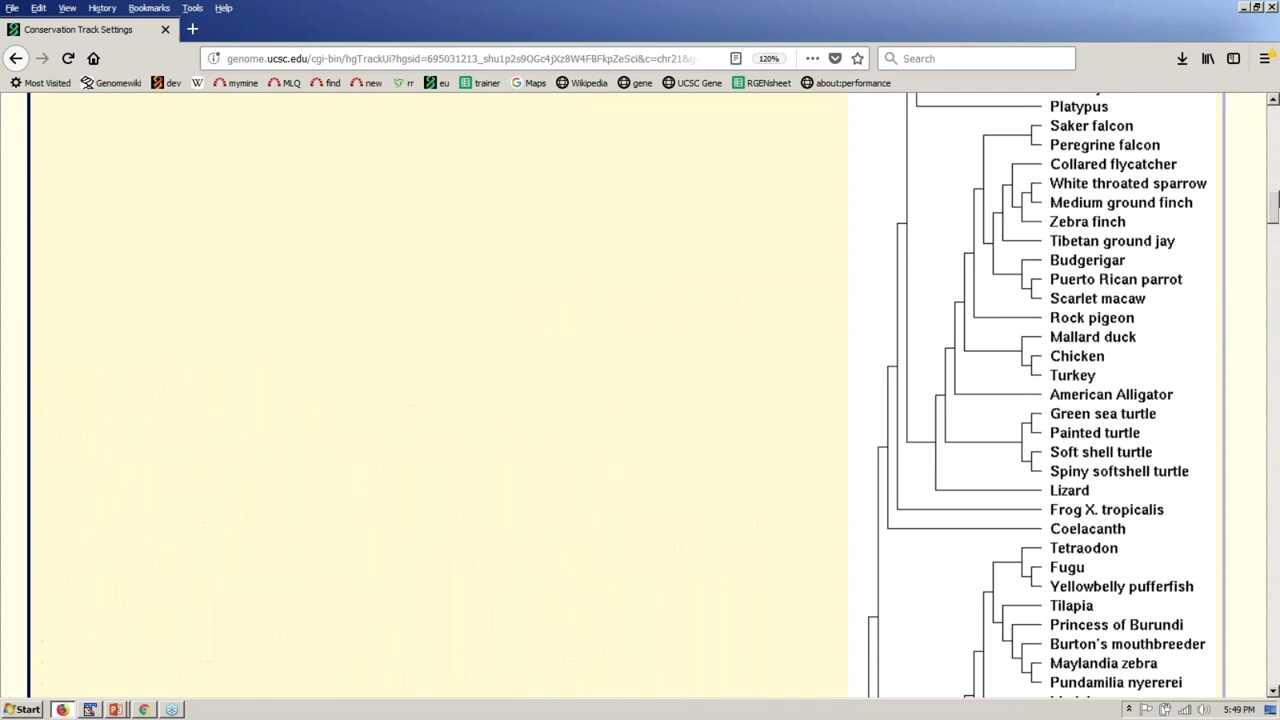 File Edit View History Bookmarks Tools Help
Conservation Track Settings
genome.ucsc.edu/cgi-bin/hgTrackUi?hgsid=695031213_shu1p2s9OGc4jXz8W4FBFkpZeSci&c=chr21&g
120%
Search
Most Visited Genomewiki dev mymine MLQ find new rr eu trainer Maps Wikipedia gene UCSC Gene RGENsheet about:performance
Platypus
Saker falcon
Peregrine falcon
Collared flycatcher
White throated sparrow
Medium ground finch
Zebra finch
Tibetan ground jay
Budgerigar
Puerto Rican parrot
Scarlet macaw
Rock pigeon
Mallard duck
Chicken
Turkey
American Alligator
Green sea turtle
Painted turtle
Soft shell turtle
Spiny softshell turtle
Lizard
Frog X. tropicalis
Coelacanth
Tetraodon
Fugu
Yellowbelly pufferfish
Tilapia
Princess of Burundi
Burton's mouthbreeder
Maylandia zebra
Pundamilia nyererei
Start
5:49 PM